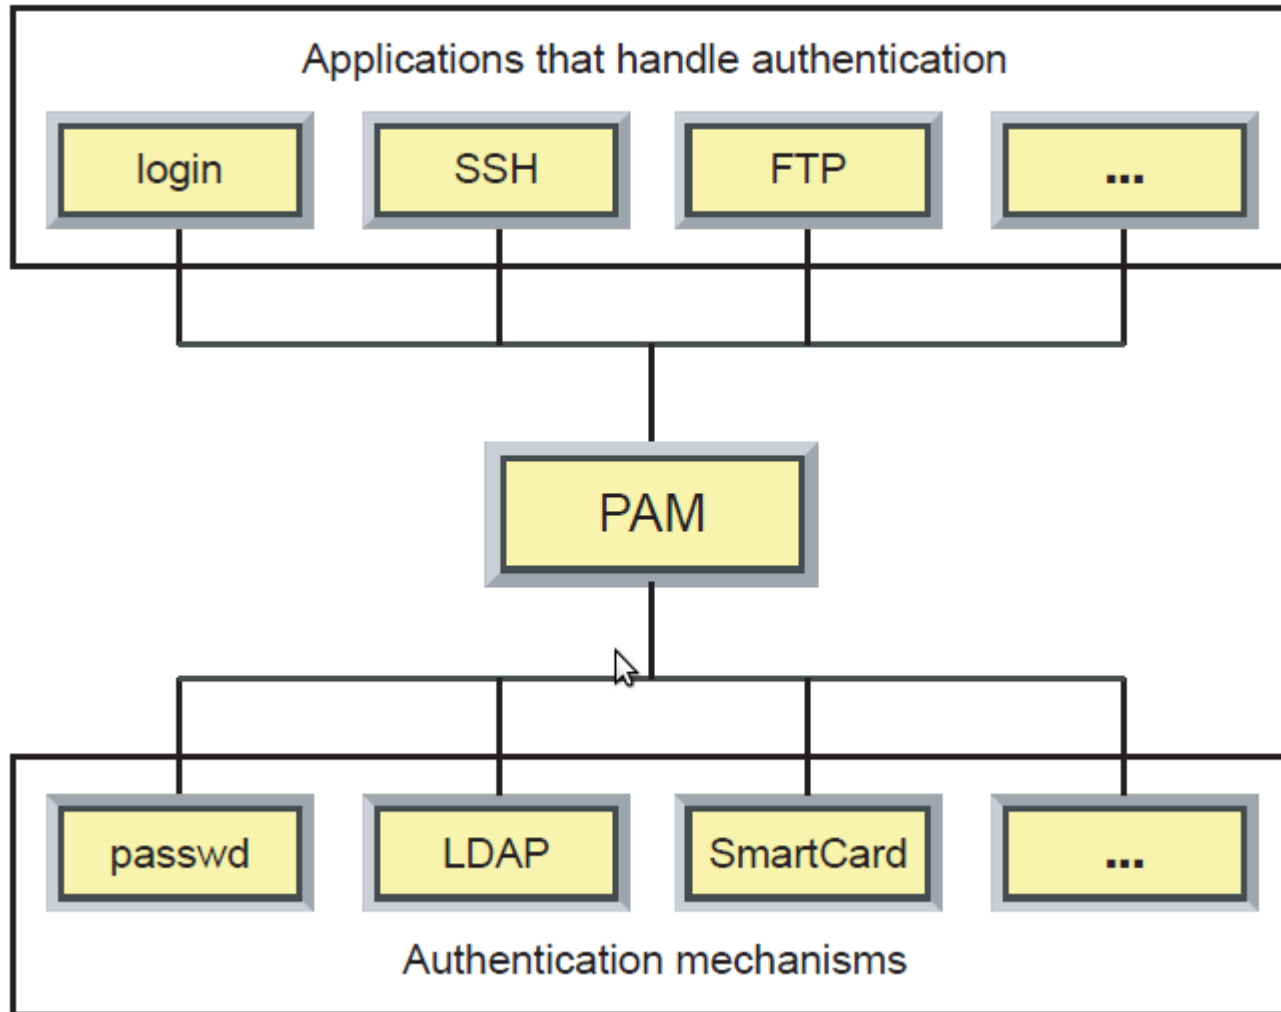 Applications that handle authentication
login
SSH
FTP
...
PAM
passwd
LDAP
SmartCard
...
Authentication mechanisms